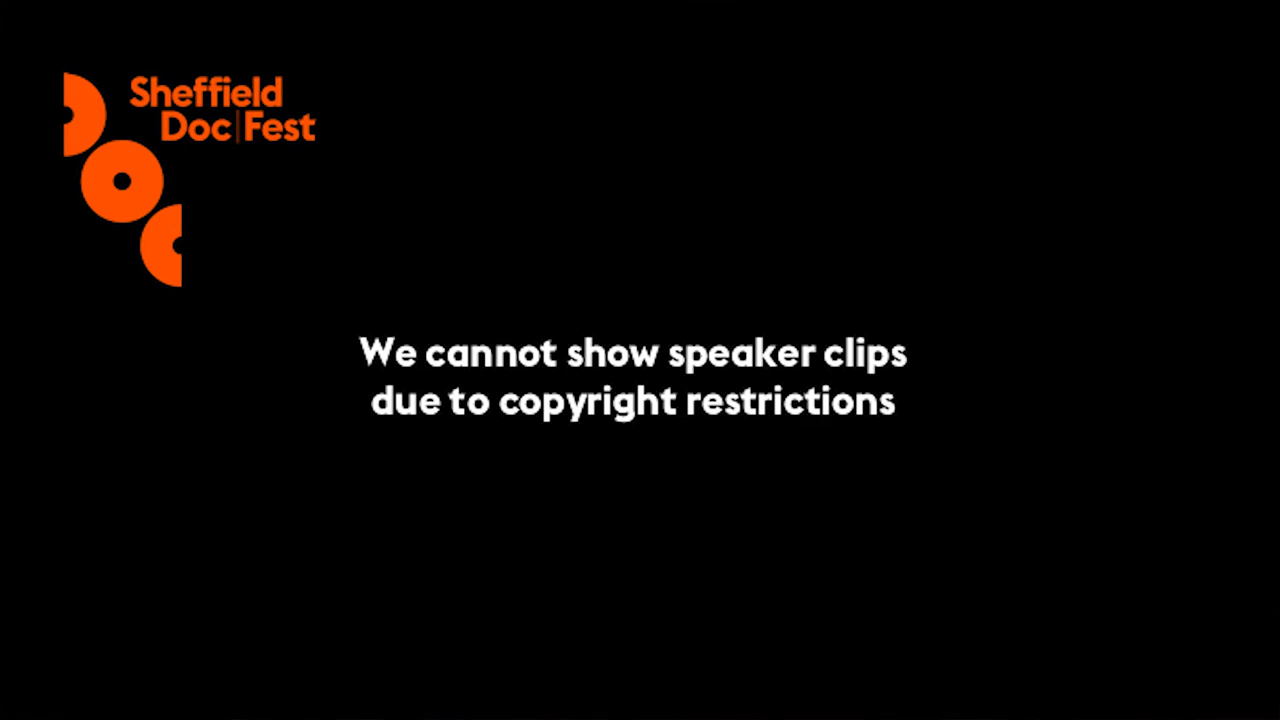 Sheffield
Doc|Fest
We cannot show speaker clips
due to copyright restrictions